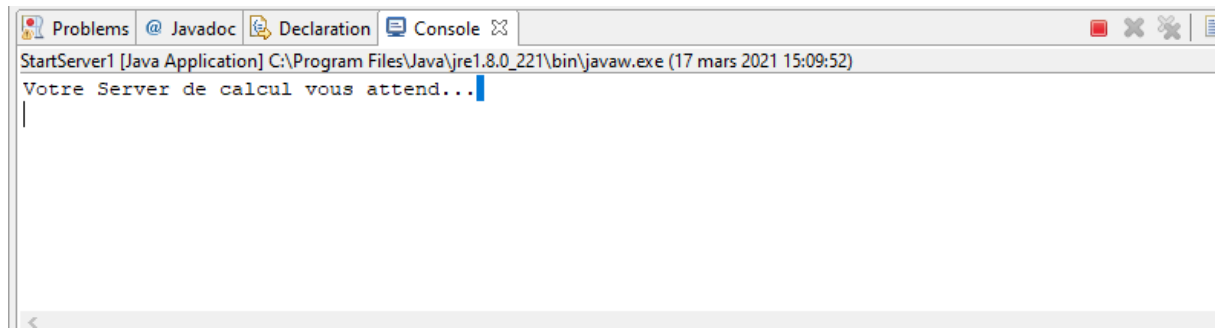 Problems @ Javadoc Declaration Console
StartServer1 [Java Application] C:\Program Files\Java\jre1.8.0_221\bin\javaw.exe (17 mars 2021 15:09:52)
Votre Server de calcul vous attend...